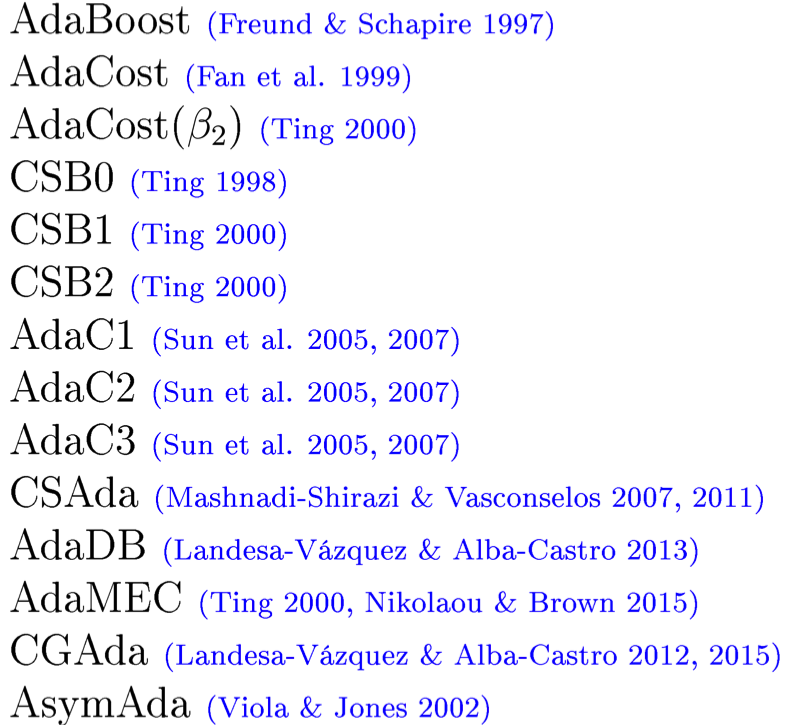 AdaBoost (Freund & Schapire 1997)
AdaCost (Fan et al. 1999)
AdaCost(β₂) (Ting 2000)
CSB0 (Ting 1998)
CSB1 (Ting 2000)
CSB2 (Ting 2000)
AdaC1 (Sun et al. 2005, 2007)
AdaC2 (Sun et al. 2005, 2007)
AdaC3 (Sun et al. 2005, 2007)
CSAda (Mashnadi-Shirazi & Vasconselos 2007, 2011)
AdaDB (Landesa-Vázquez & Alba-Castro 2013)
AdaMEC (Ting 2000, Nikolaou & Brown 2015)
CGAda (Landesa-Vázquez & Alba-Castro 2012, 2015)
AsymAda (Viola & Jones 2002)